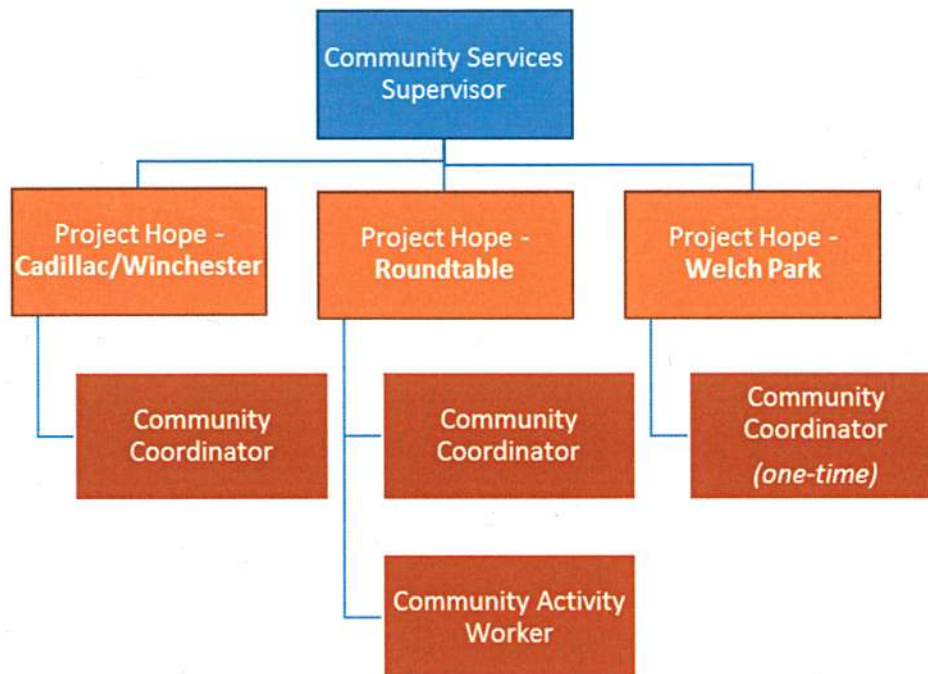 Community Services
Supervisor
Project Hope -
Cadillac/Winchester
Project Hope -
Roundtable
Project Hope -
Welch Park
Community
Coordinator
Community
Coordinator
Community
Coordinator
(one-time)
Community Activity
Worker